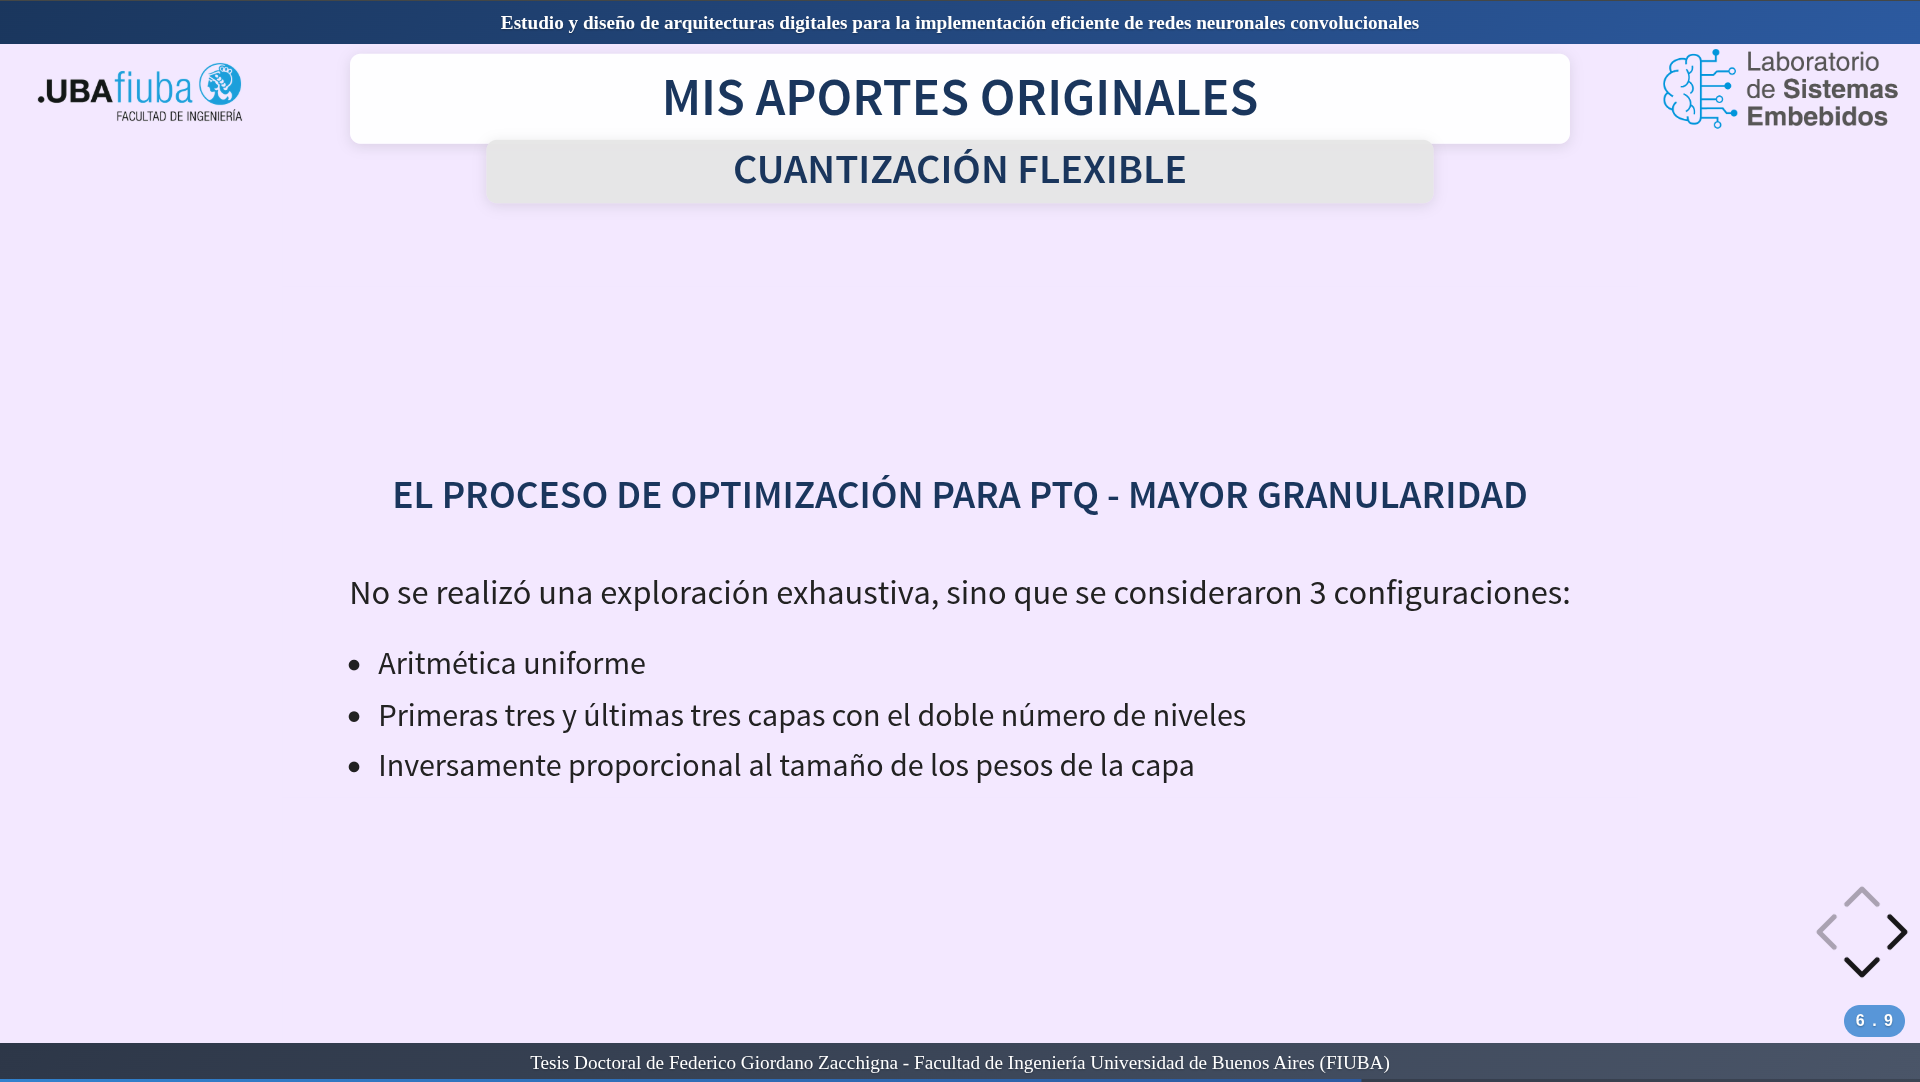 Estudio y diseño de arquitecturas digitales para la implementación eficiente de redes neuronales convolucionales
.UBAfiuba
FACULTAD DE INGENIERÍA
MIS APORTES ORIGINALES
Laboratorio
de Sistemas
Embebidos
CUANTIZACIÓN FLEXIBLE
EL PROCESO DE OPTIMIZACIÓN PARA PTQ - MAYOR GRANULARIDAD
No se realizó una exploración exhaustiva, sino que se consideraron 3 configuraciones:
• Aritmética uniforme
• Primeras tres y últimas tres capas con el doble número de niveles
• Inversamente proporcional al tamaño de los pesos de la capa
6 . 9
Tesis Doctoral de Federico Giordano Zacchigna - Facultad de Ingeniería Universidad de Buenos Aires (FIUBA)